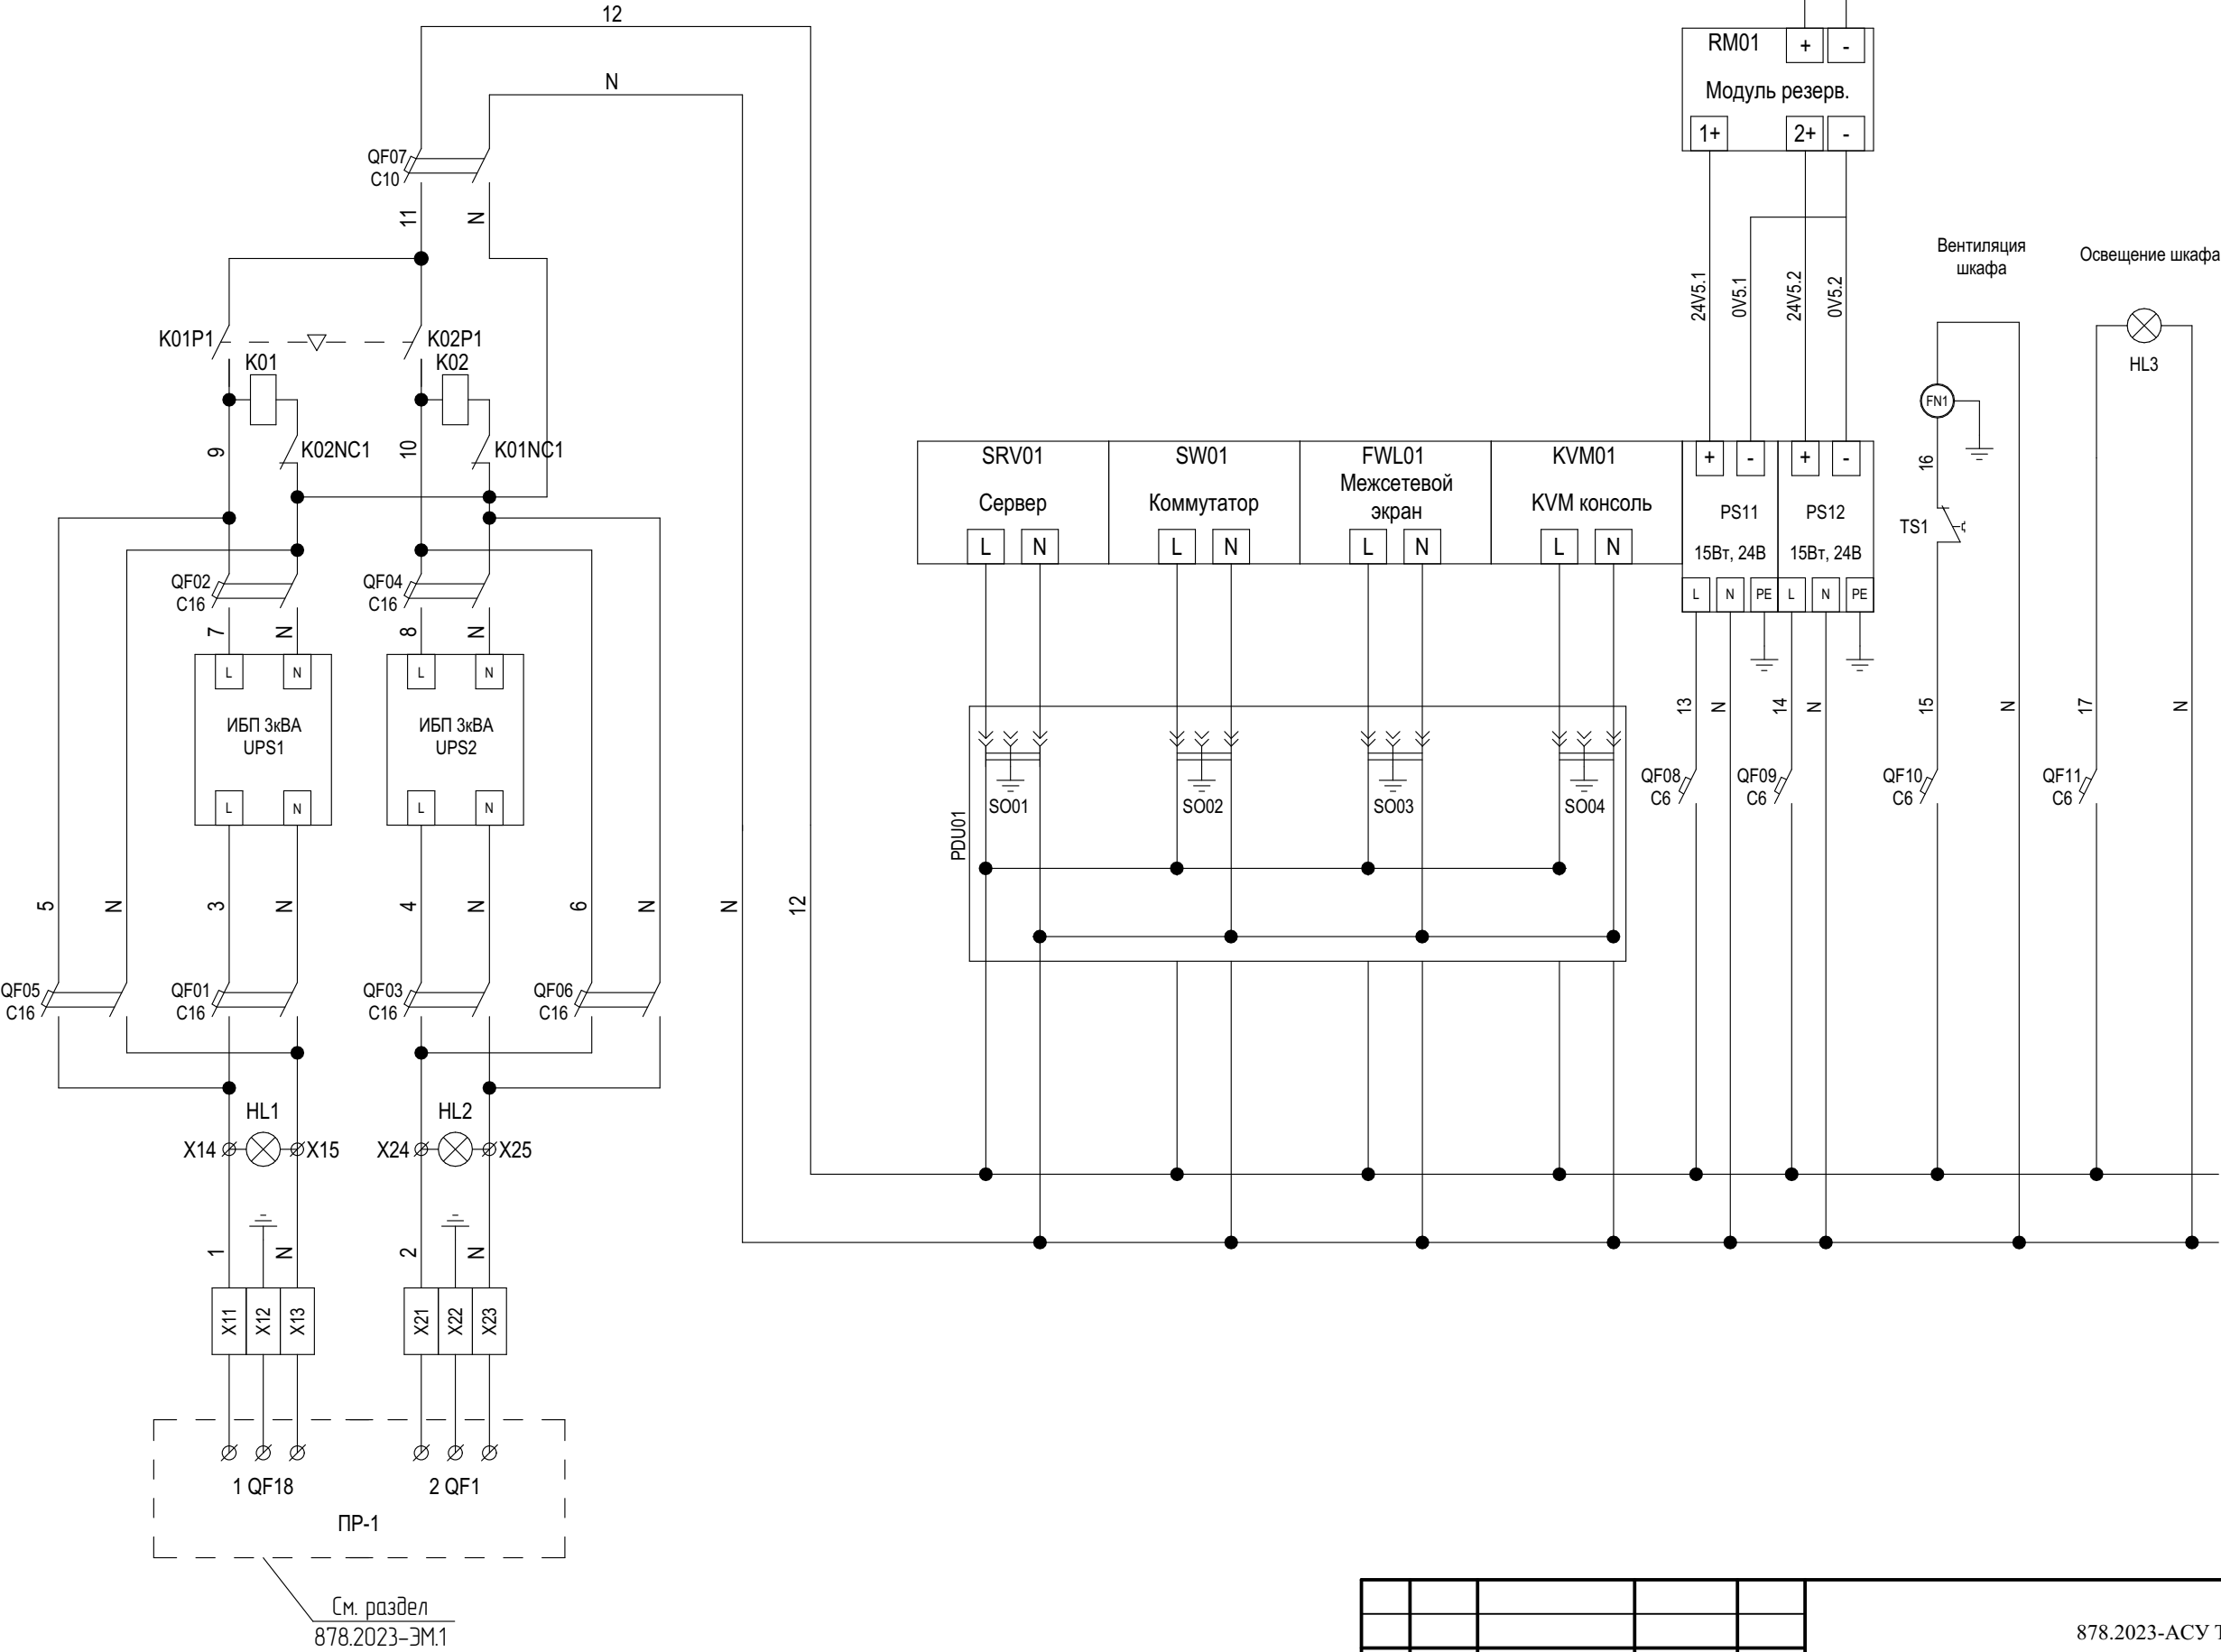 12
N
QF07
C10
11
N
K01P1
K02P1
K01
K02
9
K02NC1
10
K01NC1
QF02
C16
QF04
C16
7
N
8
N
L
N
L
N
ИБП 3кВА
UPS1
ИБП 3кВА
UPS2
L
N
L
N
5
N
3
N
4
N
6
N
N
12
QF05
C16
QF01
C16
QF03
C16
QF06
C16
HL1
HL2
X14
X15
X24
X25
1
N
2
N
X11
X12
X13
X21
X22
X23
1 QF18
2 QF1
ПР-1
См. раздел
878.2023-ЭМ.1
RM01
+
-
Модуль резерв.
1+
2+
-
24V5.1
0V5.1
24V5.2
0V5.2
Вентиляция
шкафа
Освещение шкафа
HL3
FN1
16
TS1
SRV01
Сервер
L
N
SW01
Коммутатор
L
N
FWL01
Межсетевой
экран
L
N
KVM01
KVM консоль
L
N
+
-
+
-
PS11
15Вт, 24В
PS12
15Вт, 24В
L
N
PE
L
N
PE
13
N
14
N
15
N
17
N
SO01
SO02
SO03
SO04
PDU01
QF08
C6
QF09
C6
QF10
C6
QF11
C6
878.2023-АСУ Т